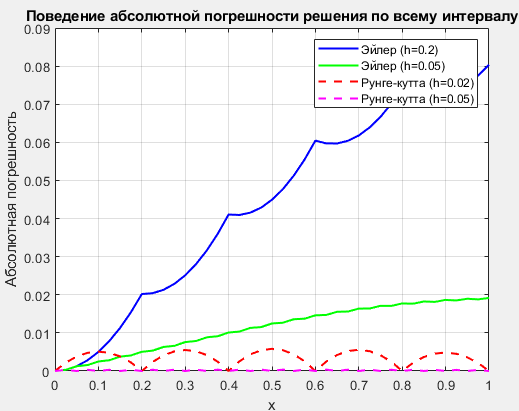 Поведение абсолютной погрешности решения по всему интервалу
0.09
0.08
0.07
0.06
0.05
0.04
0.03
0.02
0.01
0
Абсолютная погрешность
Эйлер (h=0.2)
Эйлер (h=0.05)
Рунге-кутта (h=0.02)
Рунге-кутта (h=0.05)
0 0.1 0.2 0.3 0.4 0.5 0.6 0.7 0.8 0.9 1
x